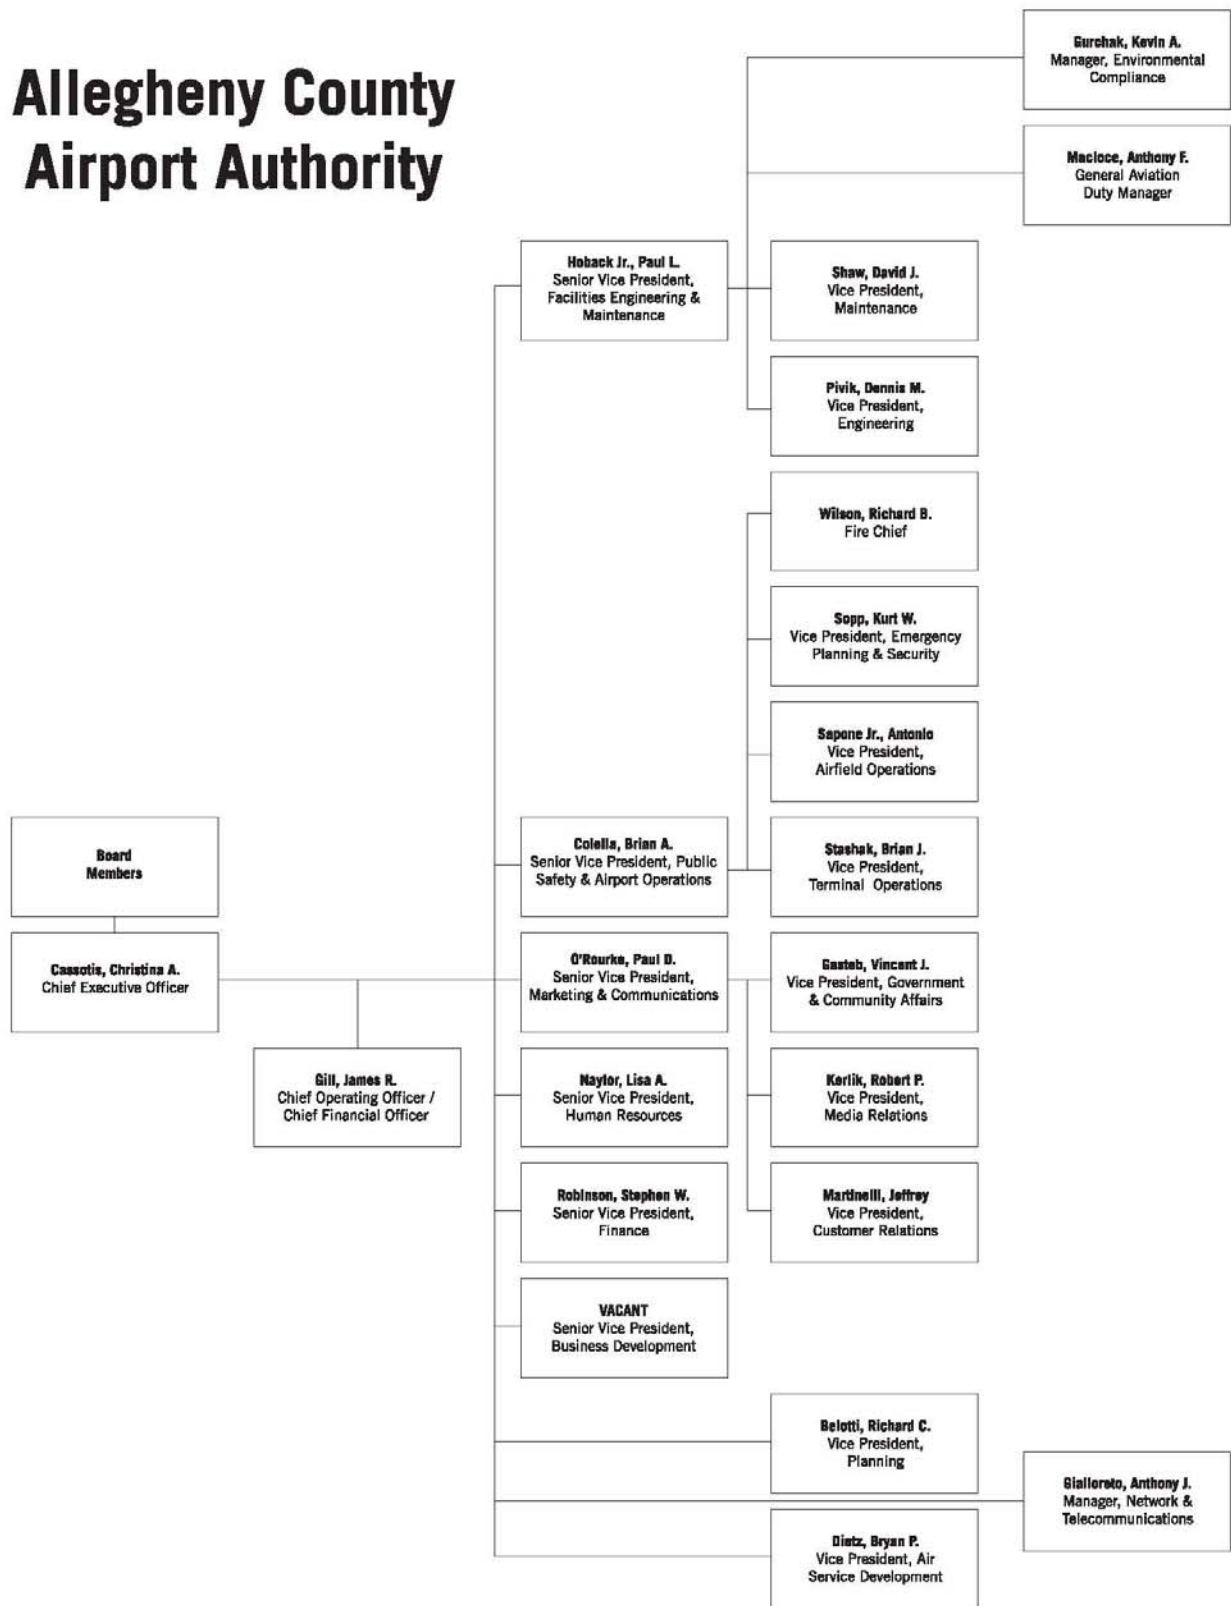 Allegheny County
Airport Authority
Gurchak, Kevin A.
Manager, Environmental
Compliance
Macioce, Anthony F.
General Aviation
Duty Manager
Hoback Jr., Paul L.
Senior Vice President,
Facilities Engineering &
Maintenance
Shaw, David J.
Vice President,
Maintenance
Pivik, Dennis M.
Vice President,
Engineering
Wilson, Richard B.
Fire Chief
Sopp, Kurt W.
Vice President, Emergency
Planning & Security
Sapone Jr., Antonio
Vice President,
Airfield Operations
Board
Members
Colella, Brian A.
Senior Vice President, Public
Safety & Airport Operations
Stashak, Brian J.
Vice President,
Terminal Operations
Cassotis, Christina A.
Chief Executive Officer
O'Rourke, Paul D.
Senior Vice President,
Marketing & Communications
Gasteb, Vincent J.
Vice President, Government
& Community Affairs
Gill, James R.
Chief Operating Officer /
Chief Financial Officer
Naylor, Lisa A.
Senior Vice President,
Human Resources
Kerlik, Robert P.
Vice President,
Media Relations
Robinson, Stephen W.
Senior Vice President,
Finance
Martinelli, Jeffrey
Vice President,
Customer Relations
VACANT
Senior Vice President,
Business Development
Belotti, Richard C.
Vice President,
Planning
Gialloreto, Anthony J.
Manager, Network &
Telecommunications
Dietz, Bryan P.
Vice President, Air
Service Development